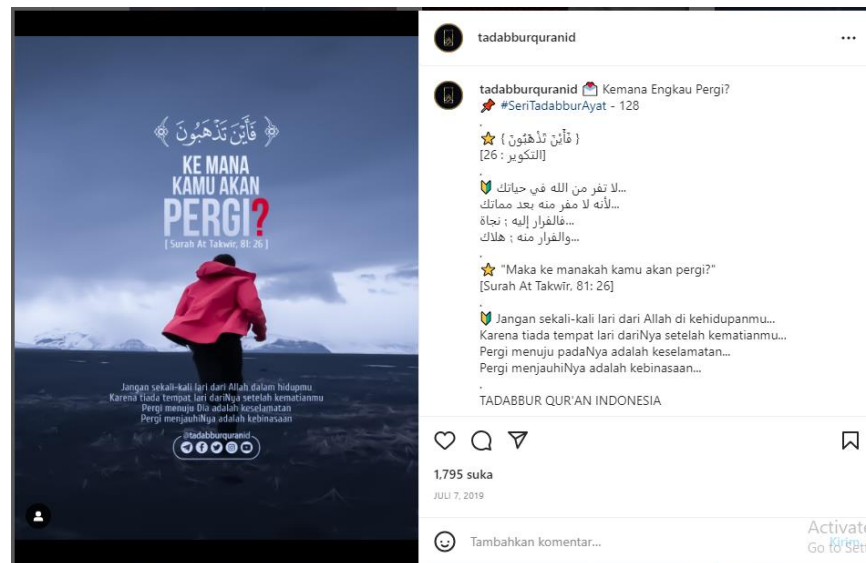 ﴿ فَأَيْنَ تَذْهَبُونَ ﴾
KE MANA
KAMU AKAN
PERGI?
[ Surah At Takwir, 81: 26 ]
Jangan sekali-kali lari dari Allah dalam hidupmu
Karena tiada tempat lari dariNya setelah kematianmu
Pergi menuju Dia adalah keselamatan
Pergi menjauhiNya adalah kebinasaan
@tadabburquranid
tadabburquranid
tadabburquranid 💌 Kemana Engkau Pergi?
📌 #SeriTadabburAyat - 128
.
⭐ { فَأَيْنَ تَذْهَبُونَ }
[التكوير : 26]
.
🔰 لا تفر من الله في حياتك...
لأنه لا مفر منه بعد مماتك...
فالفرار إليه ; نجاة...
والفرار منه ; هلاك...
.
⭐ "Maka ke manakah kamu akan pergi?"
[Surah At Takwīr, 81: 26]
.
🔰 Jangan sekali-kali lari dari Allah di kehidupanmu...
Karena tiada tempat lari dariNya setelah kematianmu...
Pergi menuju padaNya adalah keselamatan...
Pergi menjauhiNya adalah kebinasaan...
.
TADABBUR QUR'AN INDONESIA
1,795 suka
JULI 7, 2019
Tambahkan komentar...
Kirim
Activate
Go to Set